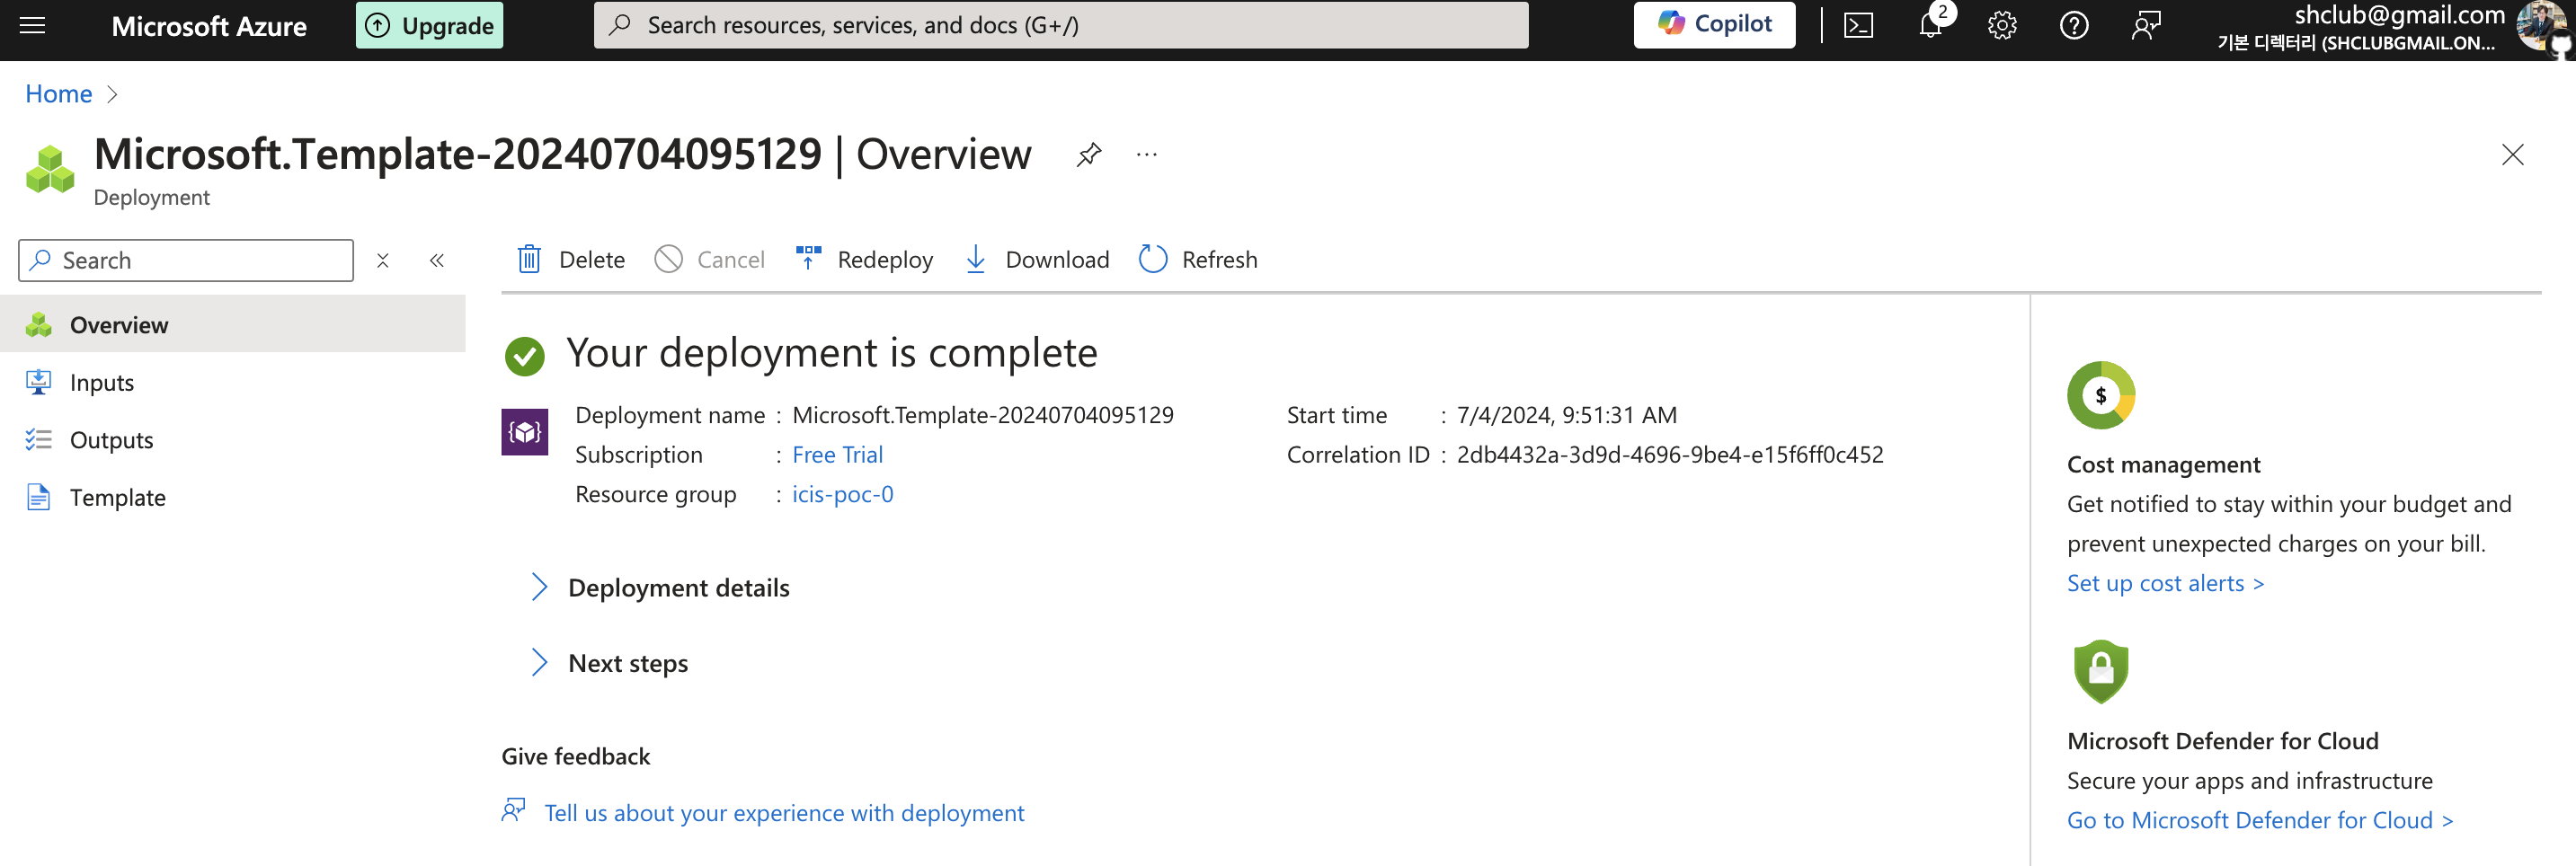 Microsoft Azure
Upgrade
Search resources, services, and docs (G+/)
Copilot
2
shclub@gmail.com
기본 디렉터리 (SHCLUBGMAIL.ON...
Home
Microsoft.Template-20240704095129 | Overview
Deployment
Search
Delete
Cancel
Redeploy
Download
Refresh
Overview
Inputs
Outputs
Template
Your deployment is complete
Deployment name : Microsoft.Template-20240704095129
Subscription : Free Trial
Resource group : icis-poc-0
Start time : 7/4/2024, 9:51:31 AM
Correlation ID : 2db4432a-3d9d-4696-9be4-e15f6ff0c452
Deployment details
Next steps
Give feedback
Tell us about your experience with deployment
$
Cost management
Get notified to stay within your budget and
prevent unexpected charges on your bill.
Set up cost alerts >
Microsoft Defender for Cloud
Secure your apps and infrastructure
Go to Microsoft Defender for Cloud >